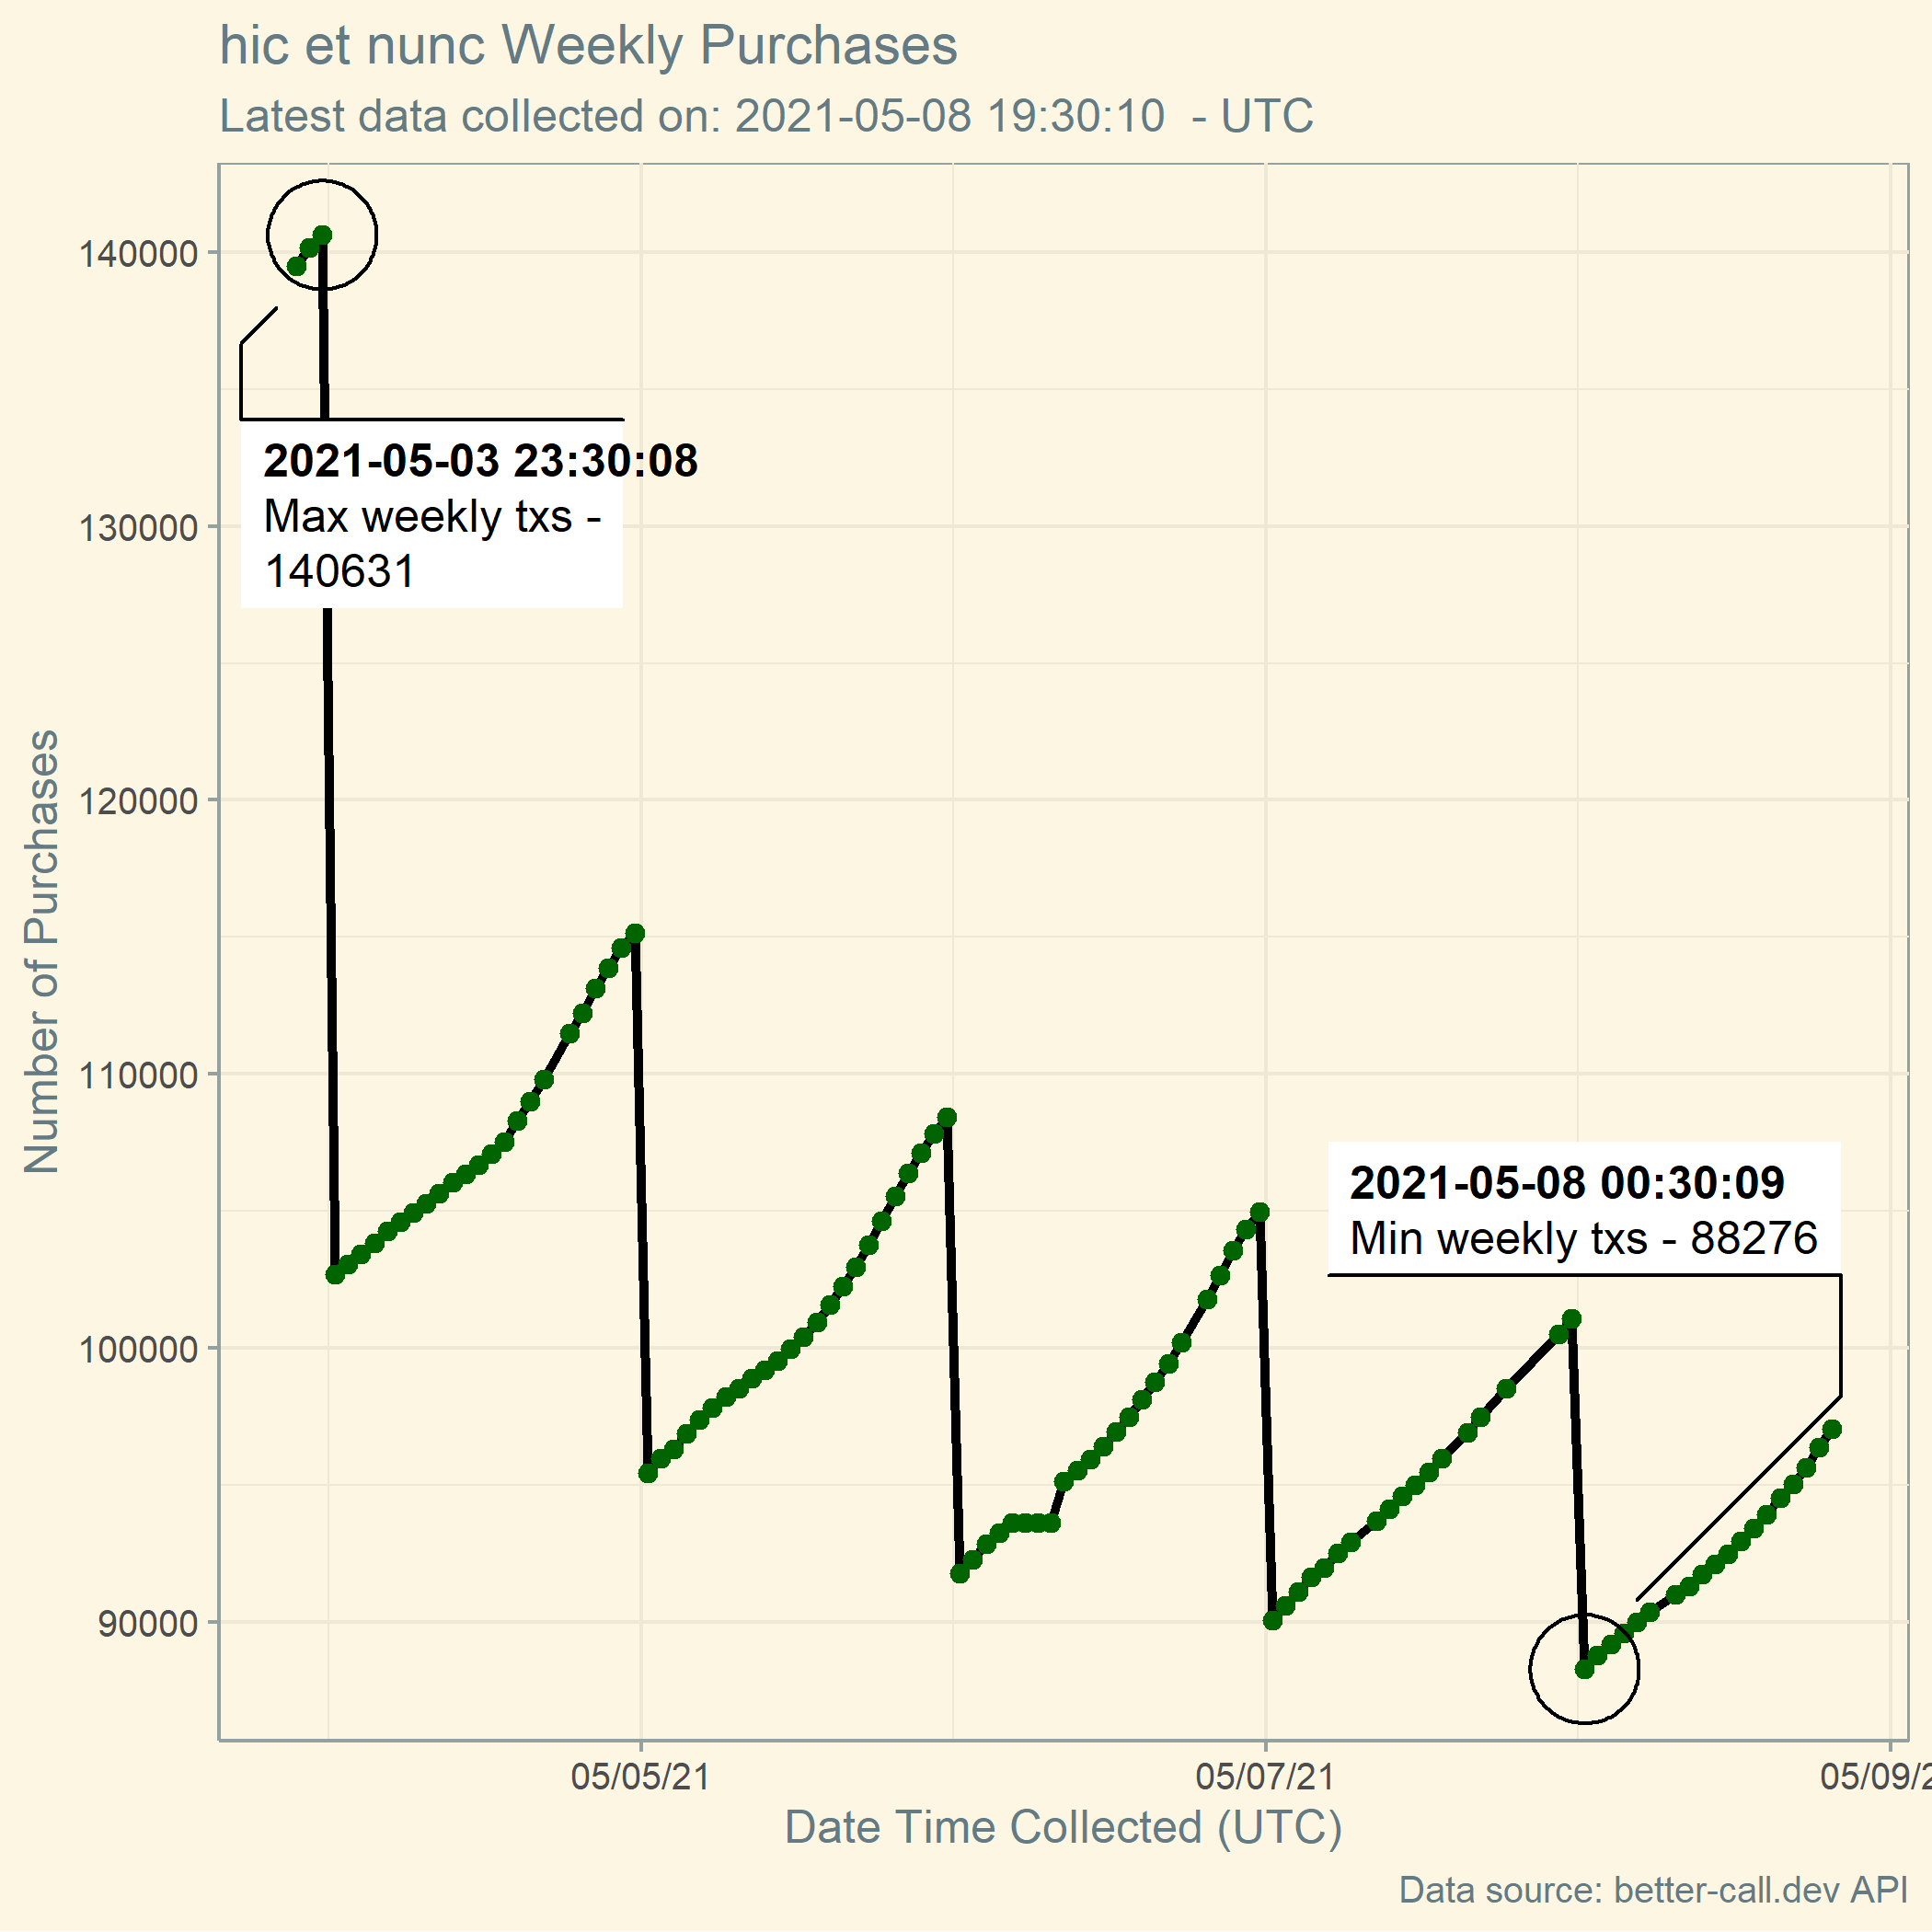 hic et nunc Weekly Purchases
Latest data collected on: 2021-05-08 19:30:10  - UTC
140000
2021-05-03 23:30:08
Max weekly txs -
140631
130000
120000
Number of Purchases
110000
2021-05-08 00:30:09
Min weekly txs - 88276
100000
90000
05/05/21
05/07/21
05/09/2
Date Time Collected (UTC)
Data source: better-call.dev API